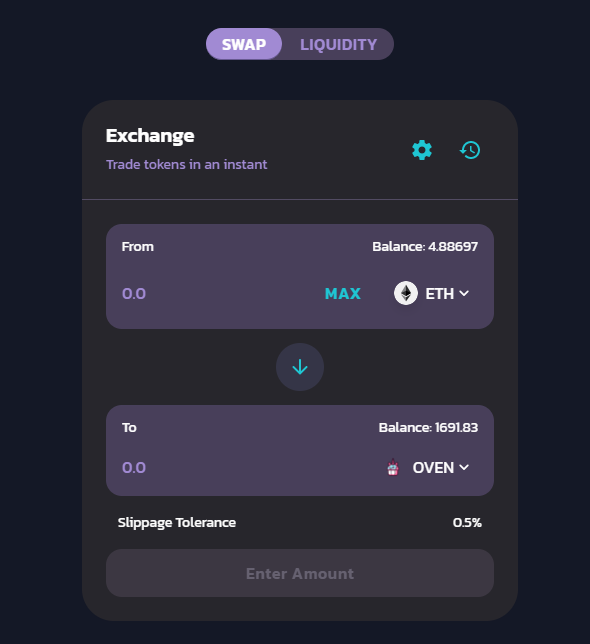 SWAP LIQUIDITY
Exchange
Trade tokens in an instant
From Balance: 4.88697
0.0 MAX ETH
To Balance: 1691.83
0.0 OVEN
Slippage Tolerance 0.5%
Enter Amount